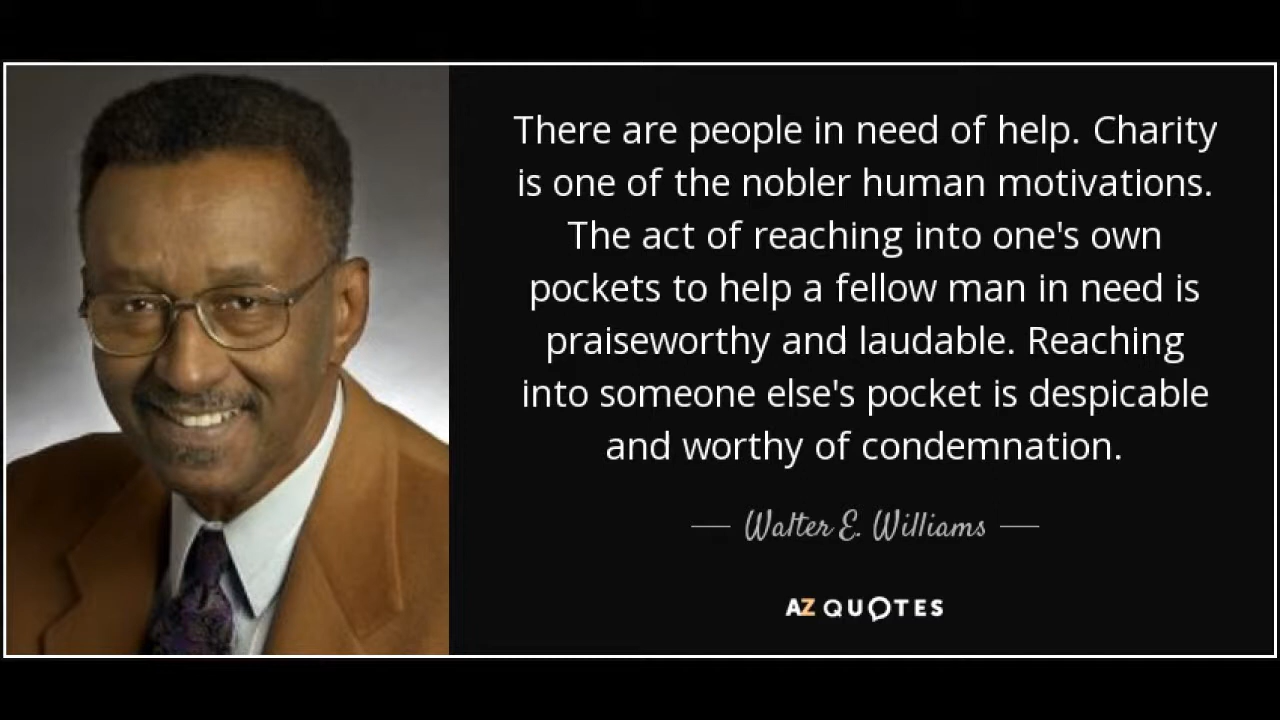 There are people in need of help. Charity
is one of the nobler human motivations.
The act of reaching into one's own
pockets to help a fellow man in need is
praiseworthy and laudable. Reaching
into someone else's pocket is despicable
and worthy of condemnation.
Walter E. Williams
AZ QUOTES